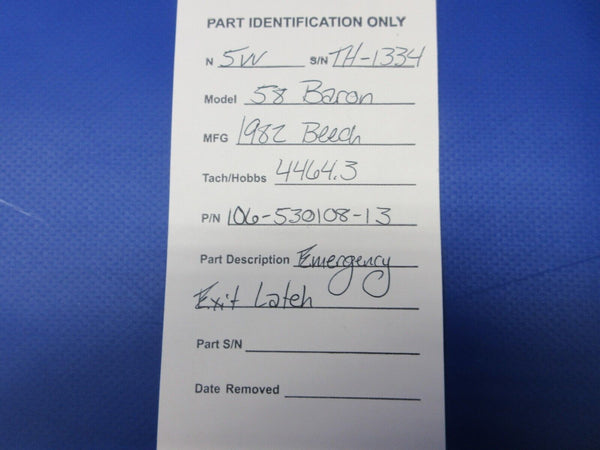 PART IDENTIFICATION ONLY
N 5W S/N TH-1334
Model 58 Baron
MFG 1982 Beech
Tach/Hobbs 4464.3
P/N 106-530108-13
Part Description Emergency
Exit Latch
Part S/N
Date Removed